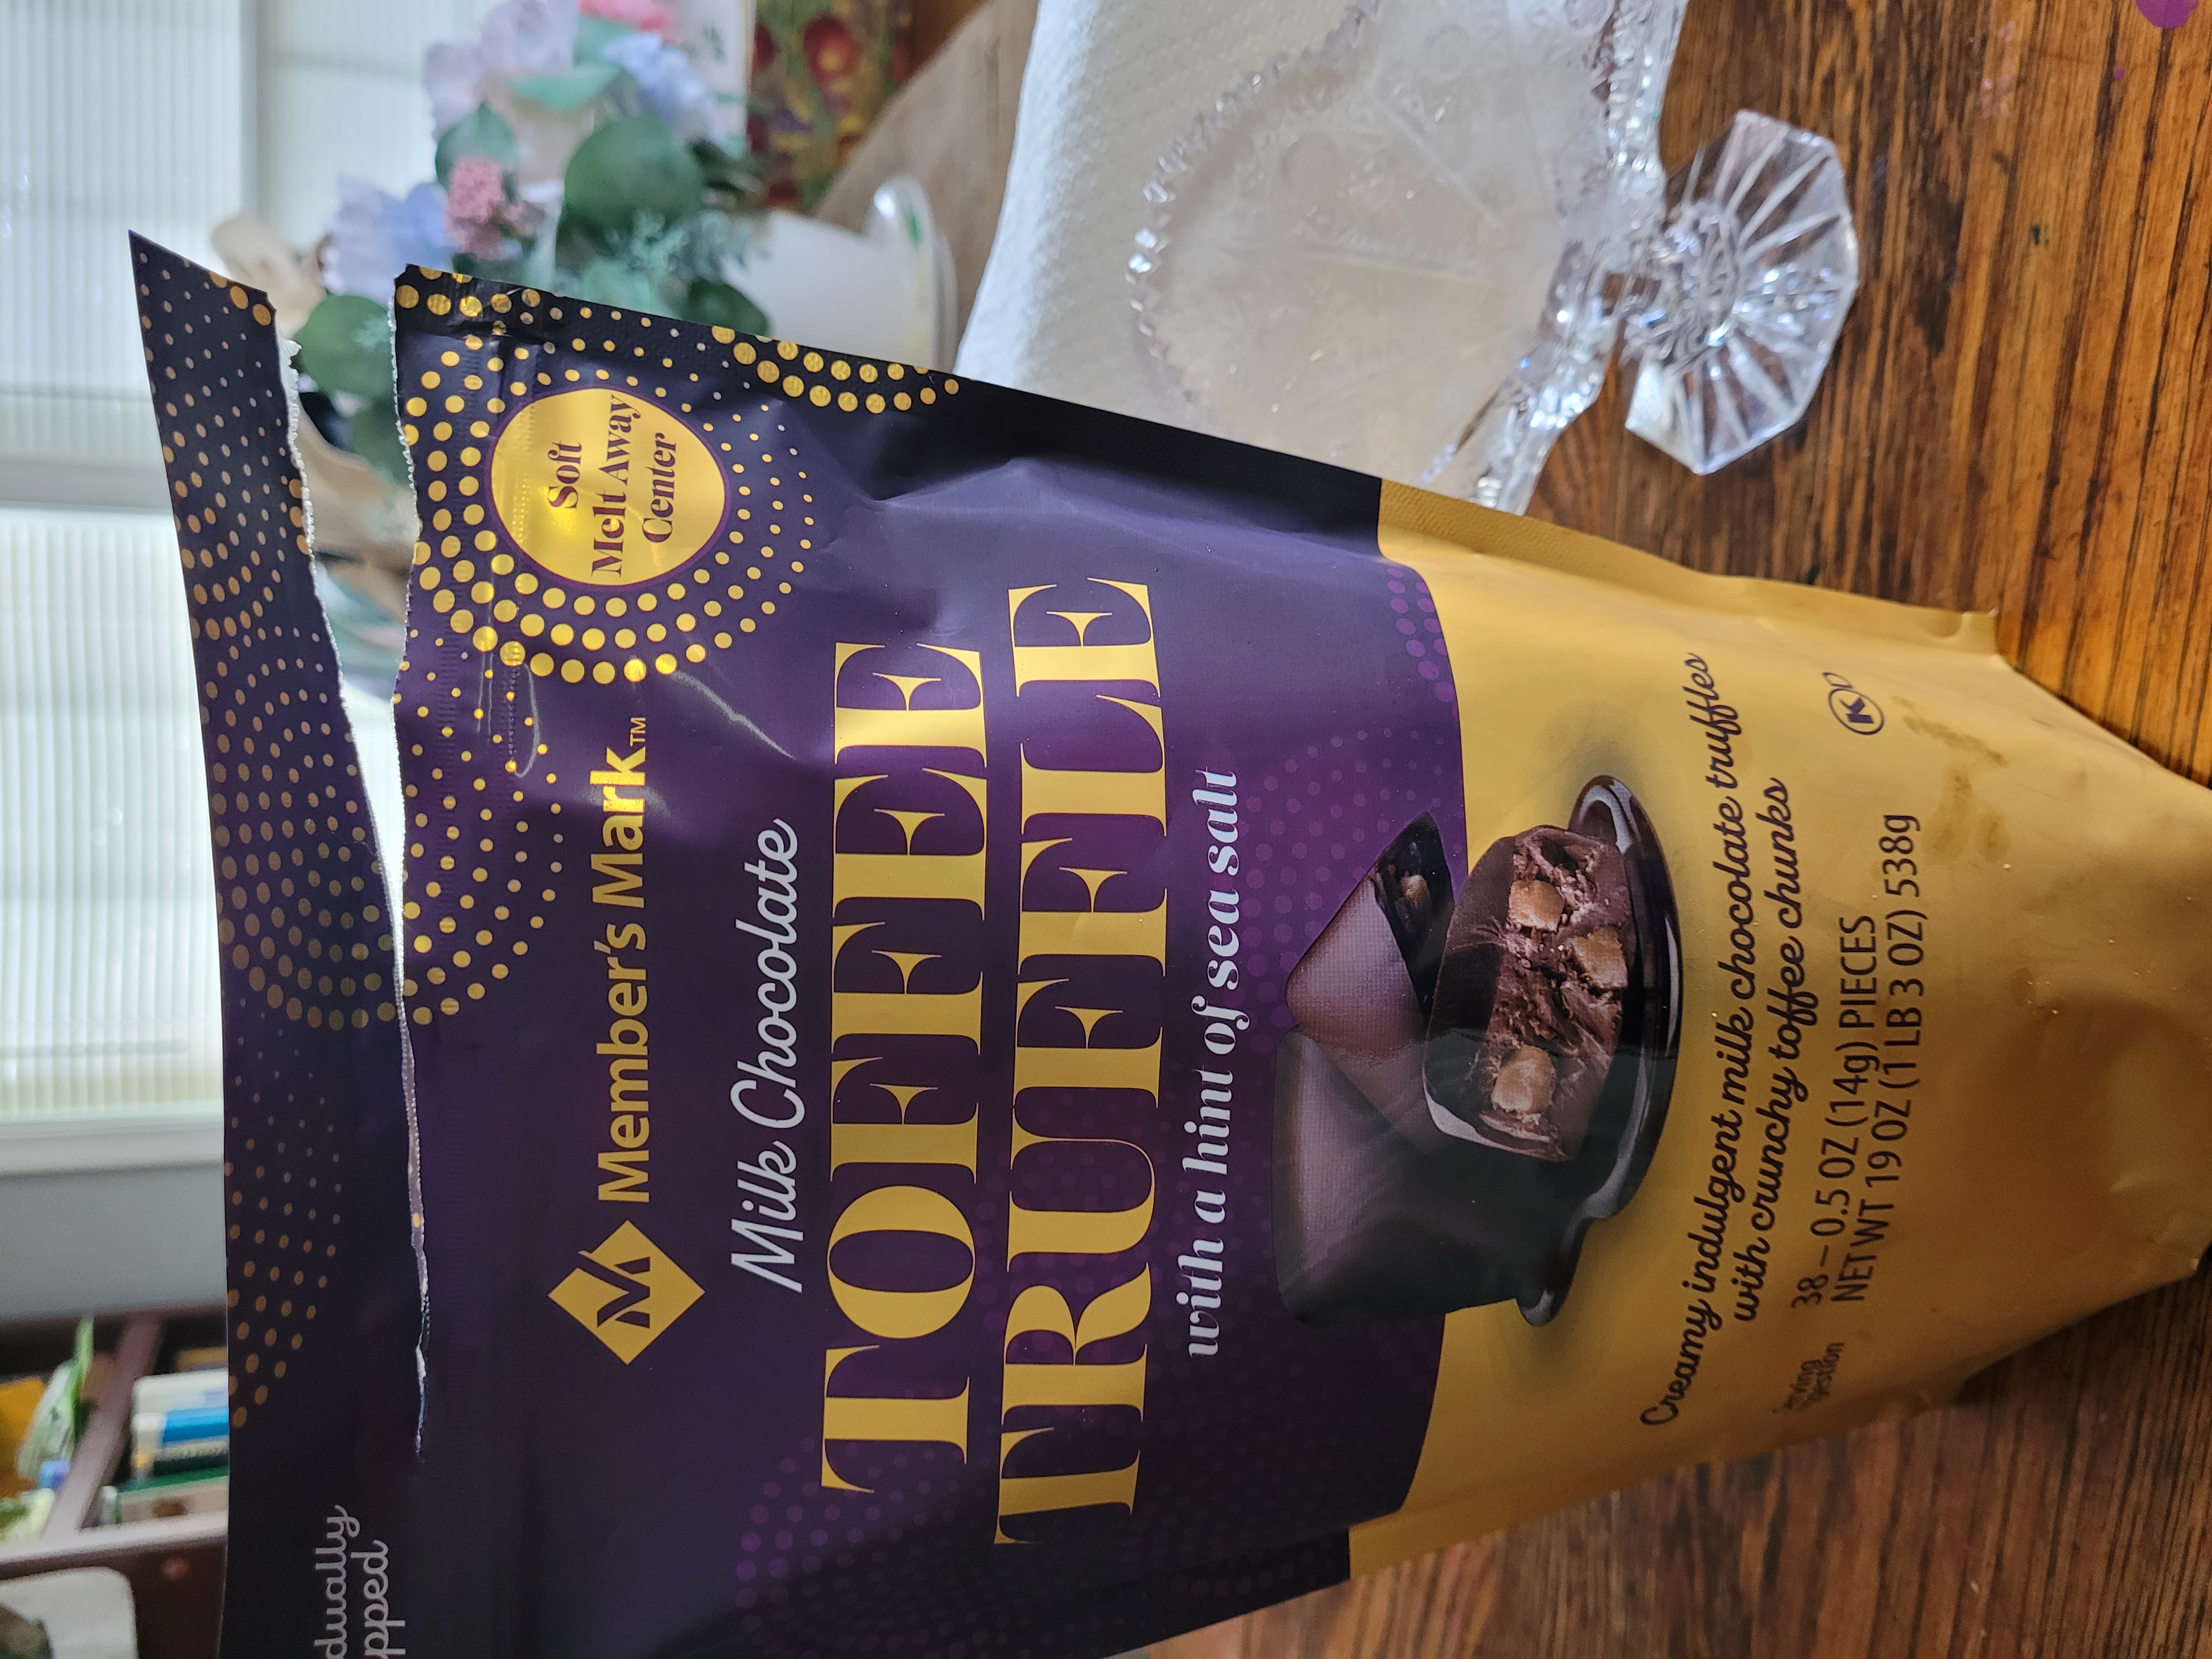 dually
pped
Soft
Melt Away
Center
Member's Mark™
Milk Chocolate
TOFFEE
TRUFFLE
with a hint of sea salt
Creamy indulgent milk chocolate truffles
with crunchy toffee chunks
38 – 0.5 OZ (14g) PIECES
NET WT 19 OZ (1 LB 3 OZ) 538g
K D